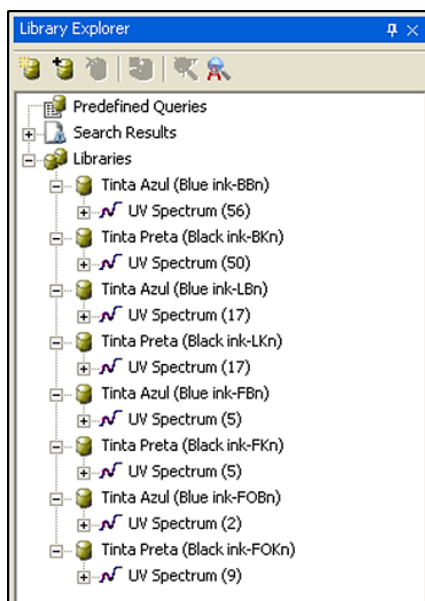 Library Explorer
Predefined Queries
Search Results
Libraries
Tinta Azul (Blue ink-BBn)
UV Spectrum (56)
Tinta Preta (Black ink-BKn)
UV Spectrum (50)
Tinta Azul (Blue ink-LBn)
UV Spectrum (17)
Tinta Preta (Black ink-LKn)
UV Spectrum (17)
Tinta Azul (Blue ink-FBn)
UV Spectrum (5)
Tinta Preta (Black ink-FKn)
UV Spectrum (5)
Tinta Azul (Blue ink-FOBn)
UV Spectrum (2)
Tinta Preta (Black ink-FOKn)
UV Spectrum (9)